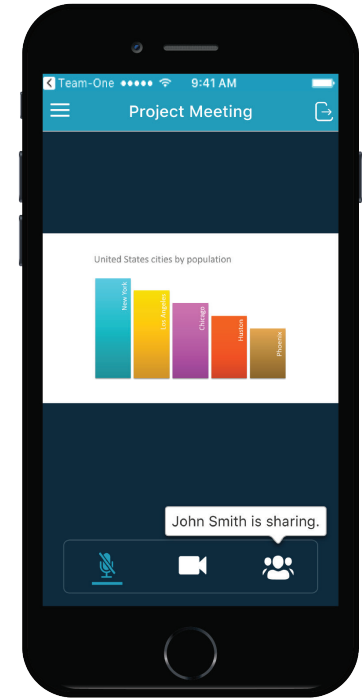 Team-One 9:41 AM
Project Meeting
United States cities by population
New York
Los Angeles
Chicago
Huston
Phoenix
John Smith is sharing.